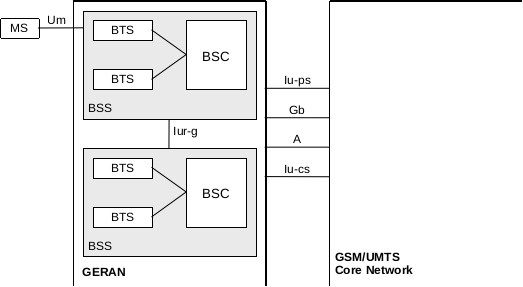 MS
Um
BTS
BTS
BSC
BSS
Iur-g
BTS
BTS
BSC
BSS
GERAN
Iu-ps
Gb
A
Iu-cs
GSM/UMTS
Core Network